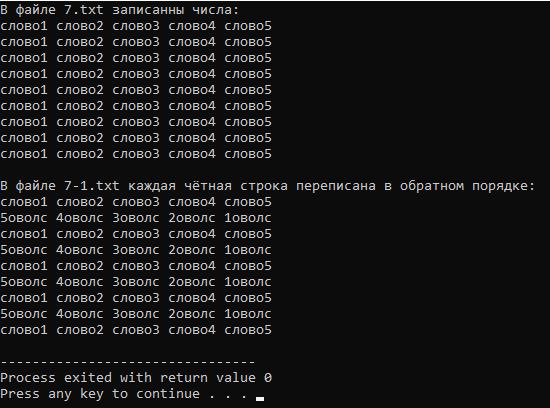 В файле 7.txt записанны числа:
слово1 слово2 слово3 слово4 слово5
слово1 слово2 слово3 слово4 слово5
слово1 слово2 слово3 слово4 слово5
слово1 слово2 слово3 слово4 слово5
слово1 слово2 слово3 слово4 слово5
слово1 слово2 слово3 слово4 слово5
слово1 слово2 слово3 слово4 слово5
слово1 слово2 слово3 слово4 слово5
слово1 слово2 слово3 слово4 слово5
В файле 7-1.txt каждая чётная строка переписана в обратном порядке:
слово1 слово2 слово3 слово4 слово5
5оволс 4оволс 3оволс 2оволс 1оволс
слово1 слово2 слово3 слово4 слово5
5оволс 4оволс 3оволс 2оволс 1оволс
слово1 слово2 слово3 слово4 слово5
5оволс 4оволс 3оволс 2оволс 1оволс
слово1 слово2 слово3 слово4 слово5
5оволс 4оволс 3оволс 2оволс 1оволс
слово1 слово2 слово3 слово4 слово5
--------------------------------
Process exited with return value 0
Press any key to continue . . .